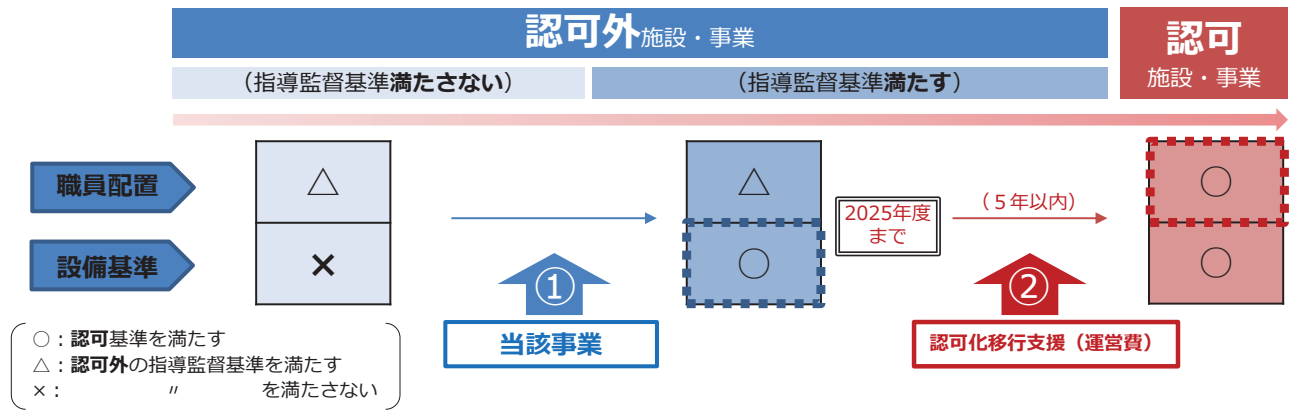 認可外施設・事業
認可
施設・事業
（指導監督基準満たさない）
（指導監督基準満たす）
職員配置
△
△
○
2025年度
まで
（５年以内）
設備基準
×
○
○
①
②
当該事業
認可化移行支援（運営費）
○：認可基準を満たす
△：認可外の指導監督基準を満たす
×：　　　　〃　　　　を満たさない